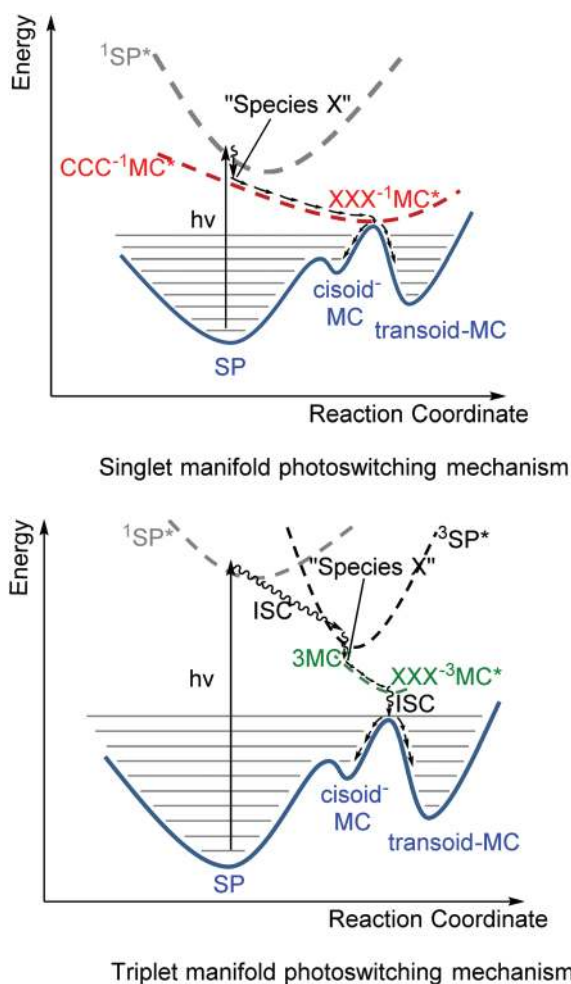 Energy
¹SP*
"Species X"
CCC-¹MC*
XXX-¹MC*
hv
cisoid-
MC
transoid-MC
SP
Reaction Coordinate
Singlet manifold photoswitching mechanism
Energy
¹SP*
³SP*
"Species X"
ISC
3MC
XXX-³MC*
hv
ISC
cisoid-
MC
transoid-MC
SP
Reaction Coordinate
Triplet manifold photoswitching mechanism